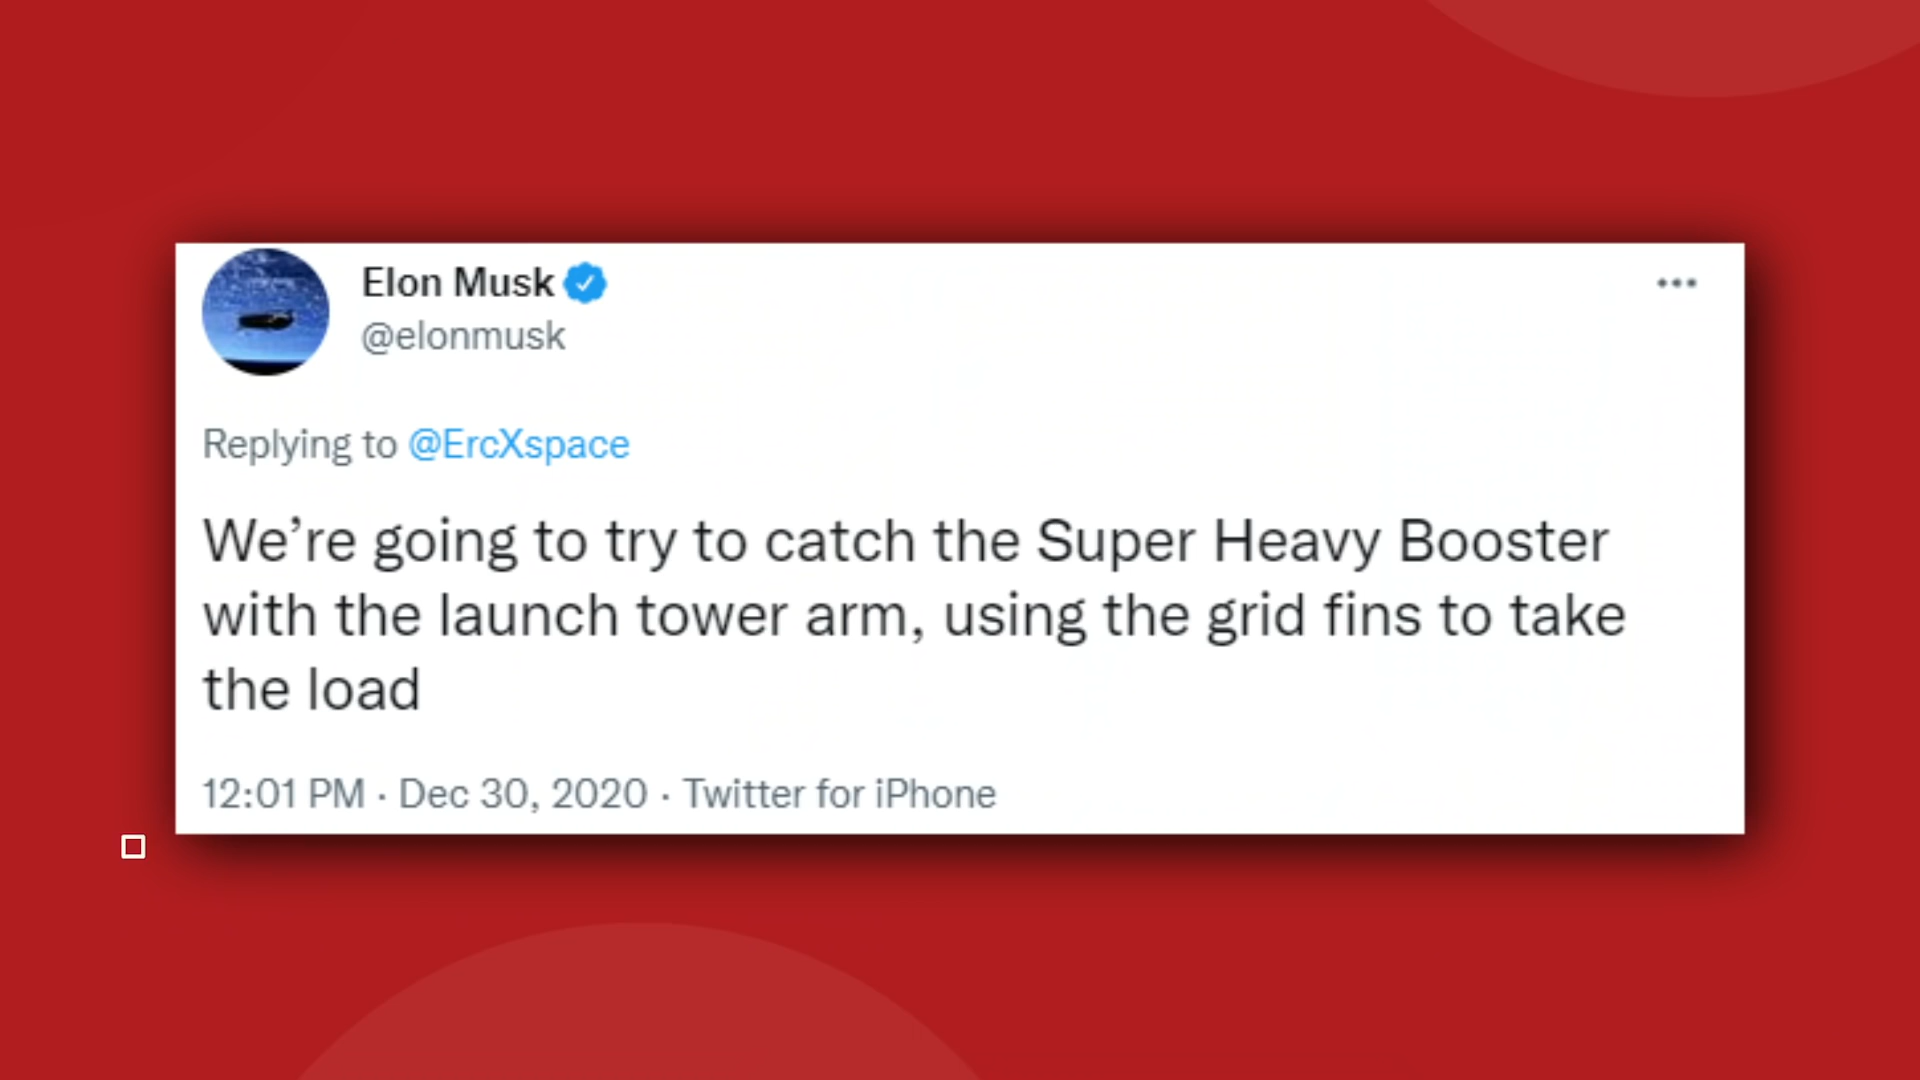 Elon Musk
@elonmusk
Replying to @ErcXspace
We’re going to try to catch the Super Heavy Booster
with the launch tower arm, using the grid fins to take
the load
12:01 PM · Dec 30, 2020 · Twitter for iPhone